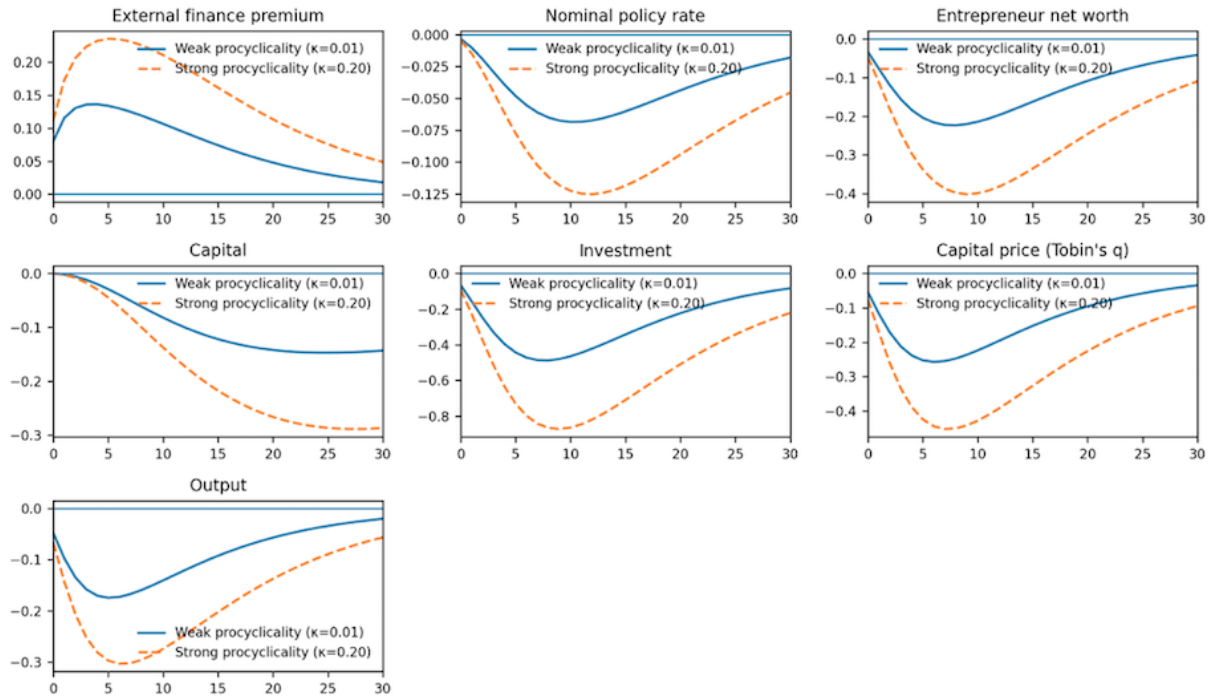 External finance premium
Weak procyclicality (κ=0.01)
Strong procyclicality (κ=0.20)
0.20
0.15
0.10
0.05
0.00
0 5 10 15 20 25 30
Nominal policy rate
Weak procyclicality (κ=0.01)
Strong procyclicality (κ=0.20)
0.000
−0.025
−0.050
−0.075
−0.100
−0.125
0 5 10 15 20 25 30
Entrepreneur net worth
Weak procyclicality (κ=0.01)
Strong procyclicality (κ=0.20)
0.0
−0.1
−0.2
−0.3
−0.4
0 5 10 15 20 25 30
Capital
Weak procyclicality (κ=0.01)
Strong procyclicality (κ=0.20)
0.0
−0.1
−0.2
−0.3
0 5 10 15 20 25 30
Investment
Weak procyclicality (κ=0.01)
Strong procyclicality (κ=0.20)
0.0
−0.2
−0.4
−0.6
−0.8
0 5 10 15 20 25 30
Capital price (Tobin's q)
Weak procyclicality (κ=0.01)
Strong procyclicality (κ=0.20)
0.0
−0.1
−0.2
−0.3
−0.4
0 5 10 15 20 25 30
Output
0.0
−0.1
−0.2
−0.3
Weak procyclicality (κ=0.01)
Strong procyclicality (κ=0.20)
0 5 10 15 20 25 30